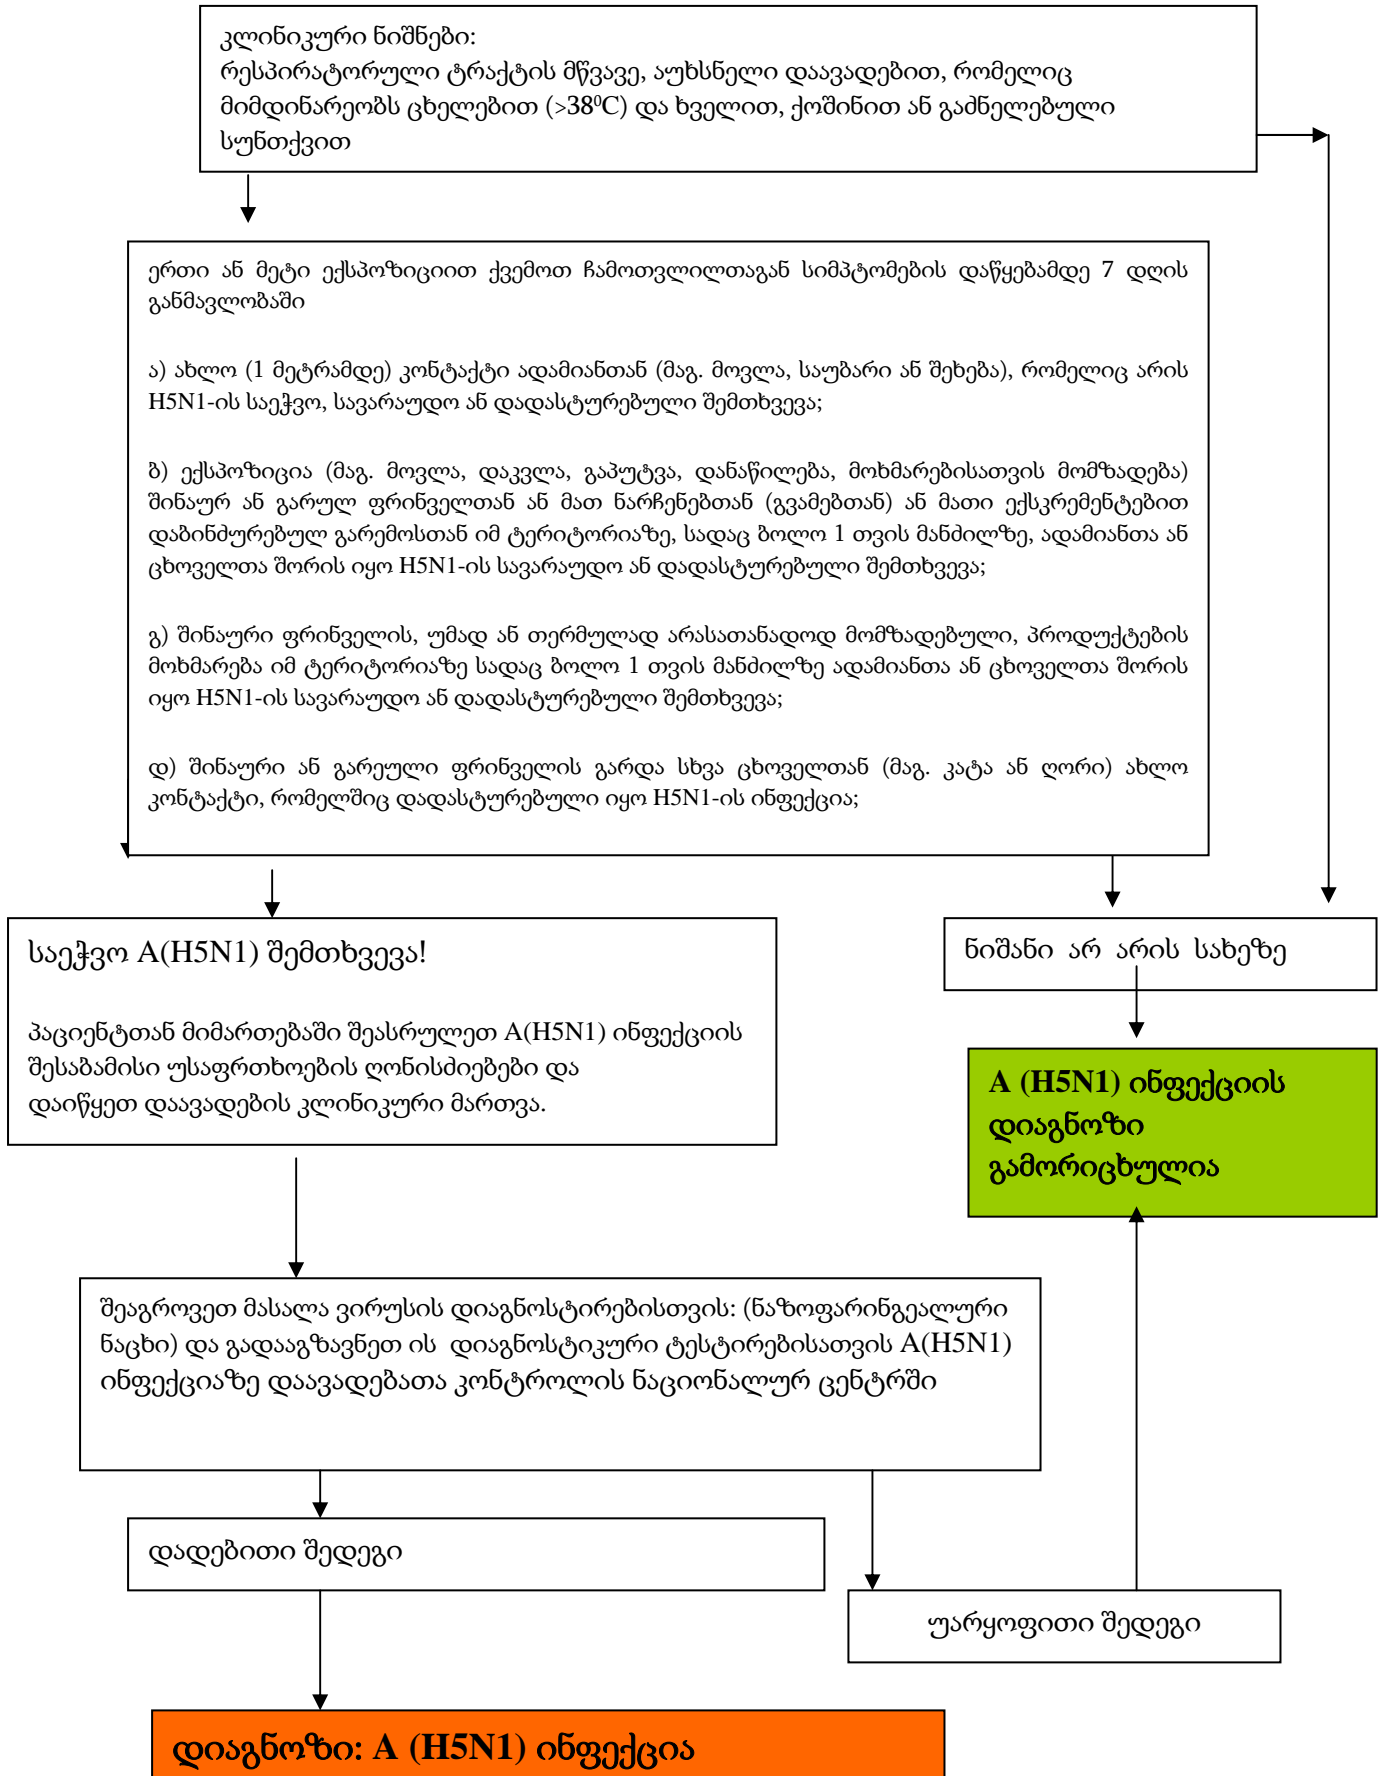 კლინიკური ნიშნები:
რესპირატორული ტრაქტის მწვავე, აუხსნელი დაავადებით, რომელიც
მიმდინარეობს ცხელებით (>38⁰C) და ხველით, ქოშინით ან გაძნელებული
სუნთქვით
ერთი ან მეტი ექსპოზიციით ქვემოთ ჩამოთვლილთაგან სიმპტომების დაწყებამდე 7 დღის
განმავლობაში
ა) ახლო (1 მეტრამდე) კონტაქტი ადამიანთან (მაგ. მოვლა, საუბარი ან შეხება), რომელიც არის
H5N1-ის საეჭვო, სავარაუდო ან დადასტურებული შემთხვევა;
ბ) ექსპოზიცია (მაგ. მოვლა, დაკვლა, გაპუტვა, დანაწილება, მოხმარებისათვის მომზადება)
შინაურ ან გარულ ფრინველთან ან მათ ნარჩენებთან (გვამებთან) ან მათი ექსკრემენტებით
დაბინძურებულ გარემოსთან იმ ტერიტორიაზე, სადაც ბოლო 1 თვის მანძილზე, ადამიანთა ან
ცხოველთა შორის იყო H5N1-ის სავარაუდო ან დადასტურებული შემთხვევა;
გ) შინაური ფრინველის, უმად ან თერმულად არასათანადოდ მომზადებული, პროდუქტების
მოხმარება იმ ტერიტორიაზე სადაც ბოლო 1 თვის მანძილზე ადამიანთა ან ცხოველთა შორის
იყო H5N1-ის სავარაუდო ან დადასტურებული შემთხვევა;
დ) შინაური ან გარეული ფრინველის გარდა სხვა ცხოველთან (მაგ. კატა ან ღორი) ახლო
კონტაქტი, რომელშიც დადასტურებული იყო H5N1-ის ინფექცია;
საეჭვო A(H5N1) შემთხვევა!
პაციენტთან მიმართებაში შეასრულეთ A(H5N1) ინფექციის
შესაბამისი უსაფრთხოების ღონისძიებები და
დაიწყეთ დაავადების კლინიკური მართვა.
ნიშანი არ არის სახეზე
A (H5N1) ინფექციის
დიაგნოზი
გამორიცხულია
შეაგროვეთ მასალა ვირუსის დიაგნოსტირებისთვის: (ნაზოფარინგეალური
ნაცხი) და გადააგზავნეთ ის დიაგნოსტიკური ტესტირებისათვის A(H5N1)
ინფექციაზე დაავადებათა კონტროლის ნაციონალურ ცენტრში
დადებითი შედეგი
უარყოფითი შედეგი
დიაგნოზი: A (H5N1) ინფექცია